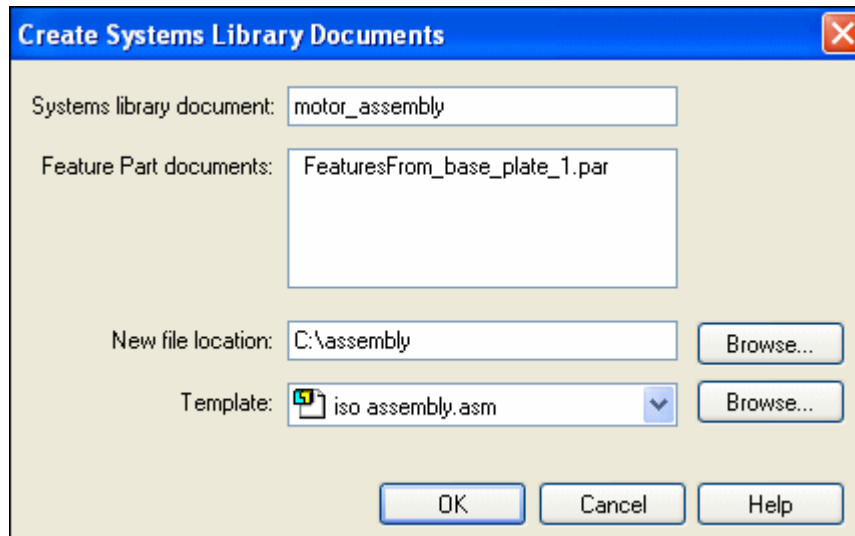 Create Systems Library Documents
Systems library document: motor_assembly
Feature Part documents: FeaturesFrom_base_plate_1.par
New file location: C:\assembly Browse...
Template: iso assembly.asm Browse...
OK Cancel Help